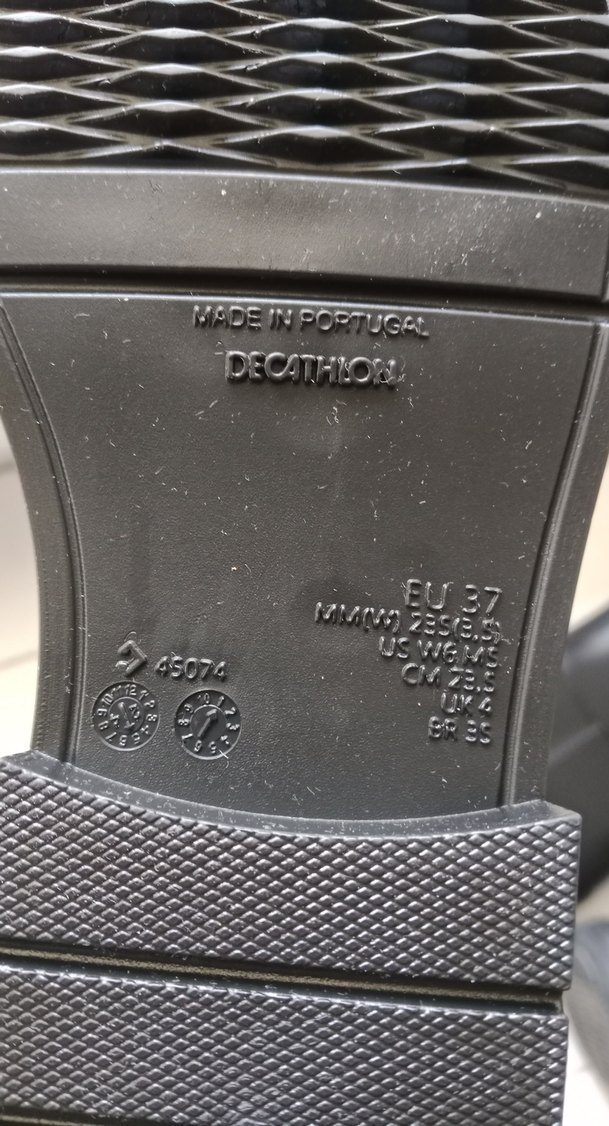 MADE IN PORTUGAL
DECATHLON
EU 37
MM(W) 235(3.5)
US W6 M5
CM 23.5
UK 4
BR 35
45074